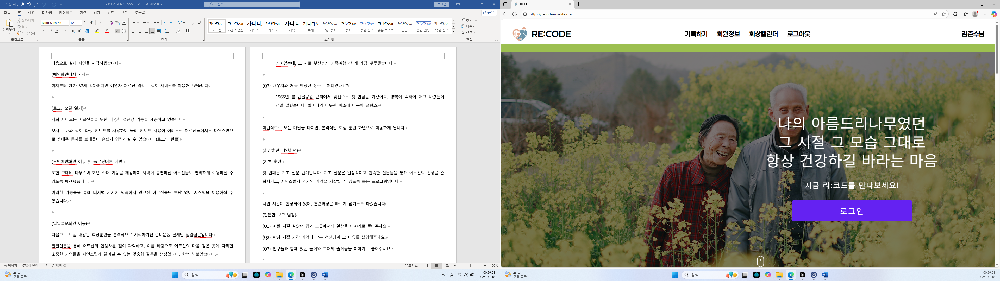 자동 저장
시연 시나리오.docx - 이 PC에 저장됨
검색
로그인
파일 홈 삽입 디자인 레이아웃 참조 편지 검토 보기 도움말
공유
붙여넣기
잘라내기
복사
서식 복사
클립보드
Noto Sans KR
12
글꼴
단락
가나다AaB
표준
가나다AaB
간격 없음
가나다,
제목 1
가나다AaB
제목 2
가나디
제목
가나다A
부제
가나다Aa
약한 강조
가나다Aa
강조
가나다Aa
강한 강조
가나다AaB
굵은 텍스트
가나다Aa
인용
가나다Aa
강한 인용
가나다AAE
약한 참조
스타일
찾기
바꾸기
선택
편집
다음으로 실제 시연을 시작하겠습니다
(메인화면에서 시작)
이제부터 제가 82세 할아버지인 이영자 어르신 역할로 실제 서비스를 이용해보겠습니다
(로그인모달 열기)
저희 사이트는 어르신들을 위한 다양한 접근성 기능을 제공하고 있습니다
보시는 바와 같이 화상 키보드를 사용하여 물리 키보드 사용이 어려우신 어르신들께서도 마우스만으
로 휴대폰 문자를 보내듯이 손쉽게 입력하실 수 있습니다 (로그인 완료)
(노인메인화면 이동 및 플로팅버튼 시연)
또한 고대비 마우스와 화면 확대 기능을 제공하여 시력이 불편하신 어르신들도 편리하게 이용하실 수
있도록 배려했습니다.
이러한 기능들을 통해 디지털 기기에 익숙하지 않으신 어르신들도 부담 없이 시스템을 이용하실 수
있습니다.
(일일설문화면 이동)
다음으로 보실 내용은 회상훈련을 본격적으로 시작하기전 준비운동 단계인 일일설문입니다.
일일설문을 통해 어르신의 인생사를 깊이 파악하고, 이를 바탕으로 어르신의 마음 깊은 곳에 자리한
소중한 기억들을 자연스럽게 끌어낼 수 있는 맞춤형 질문을 생성합니다. 한번 해보겠습니다.
기어였는데, 그 차로 부산까지 가족여행 간 게 가장 뿌듯했습니다.
(Q3) 배우자와 처음 만났던 장소는 어디였나요?
- 1965년 봄 탑골공원 근처에서 맞선으로 첫 만남을 가졌어요. 양복에 넥타이 매고 나갔는데
정말 떨렸습니다. 할머니의 따뜻한 미소에 마음이 끌렸죠.
이런식으로 모든 대답을 마치면, 본격적인 회상 훈련 화면으로 이동하게 됩니다.
(회상훈련 메인화면)
(기초 훈련)
첫 번째는 기초 질문 단계입니다. 기초 질문은 일상적이고 친숙한 질문들을 통해 어르신의 긴장을 완
화시키고, 자연스럽게 과거의 기억을 되살릴 수 있도록 돕는 프로그램입니다.
시연 시간이 한정되어 있어, 훈련과정은 빠르게 넘기도록 하겠습니다
(질문만 보고 넘김)
(Q1) 어린 시절 살았던 집과 그곳에서의 일상을 이야기로 풀어주세요.
(Q2) 학창 시절 가장 기억에 남는 선생님과 그 이유를 설명해주세요.
(Q3) 친구들과 함께 했던 놀이와 그때의 즐거움을 이야기로 풀어주세요
1/4 페이지 678개 단어 영어(미국)
포커스
100%
26°C
구름 조금
검색
A
00:29:08
2025-08-18
RE:CODE
https://recode-my-life.site
RE:CODE
기록하기 회원정보 회상캘린더 로그아웃
김준수님
나의 아름드리나무였던
그 시절 그 모습 그대로
항상 건강하길 바라는 마음
지금 리:코드를 만나보세요!
로그인
26°C
구름 조금
검색
00:29:08
2025-08-18